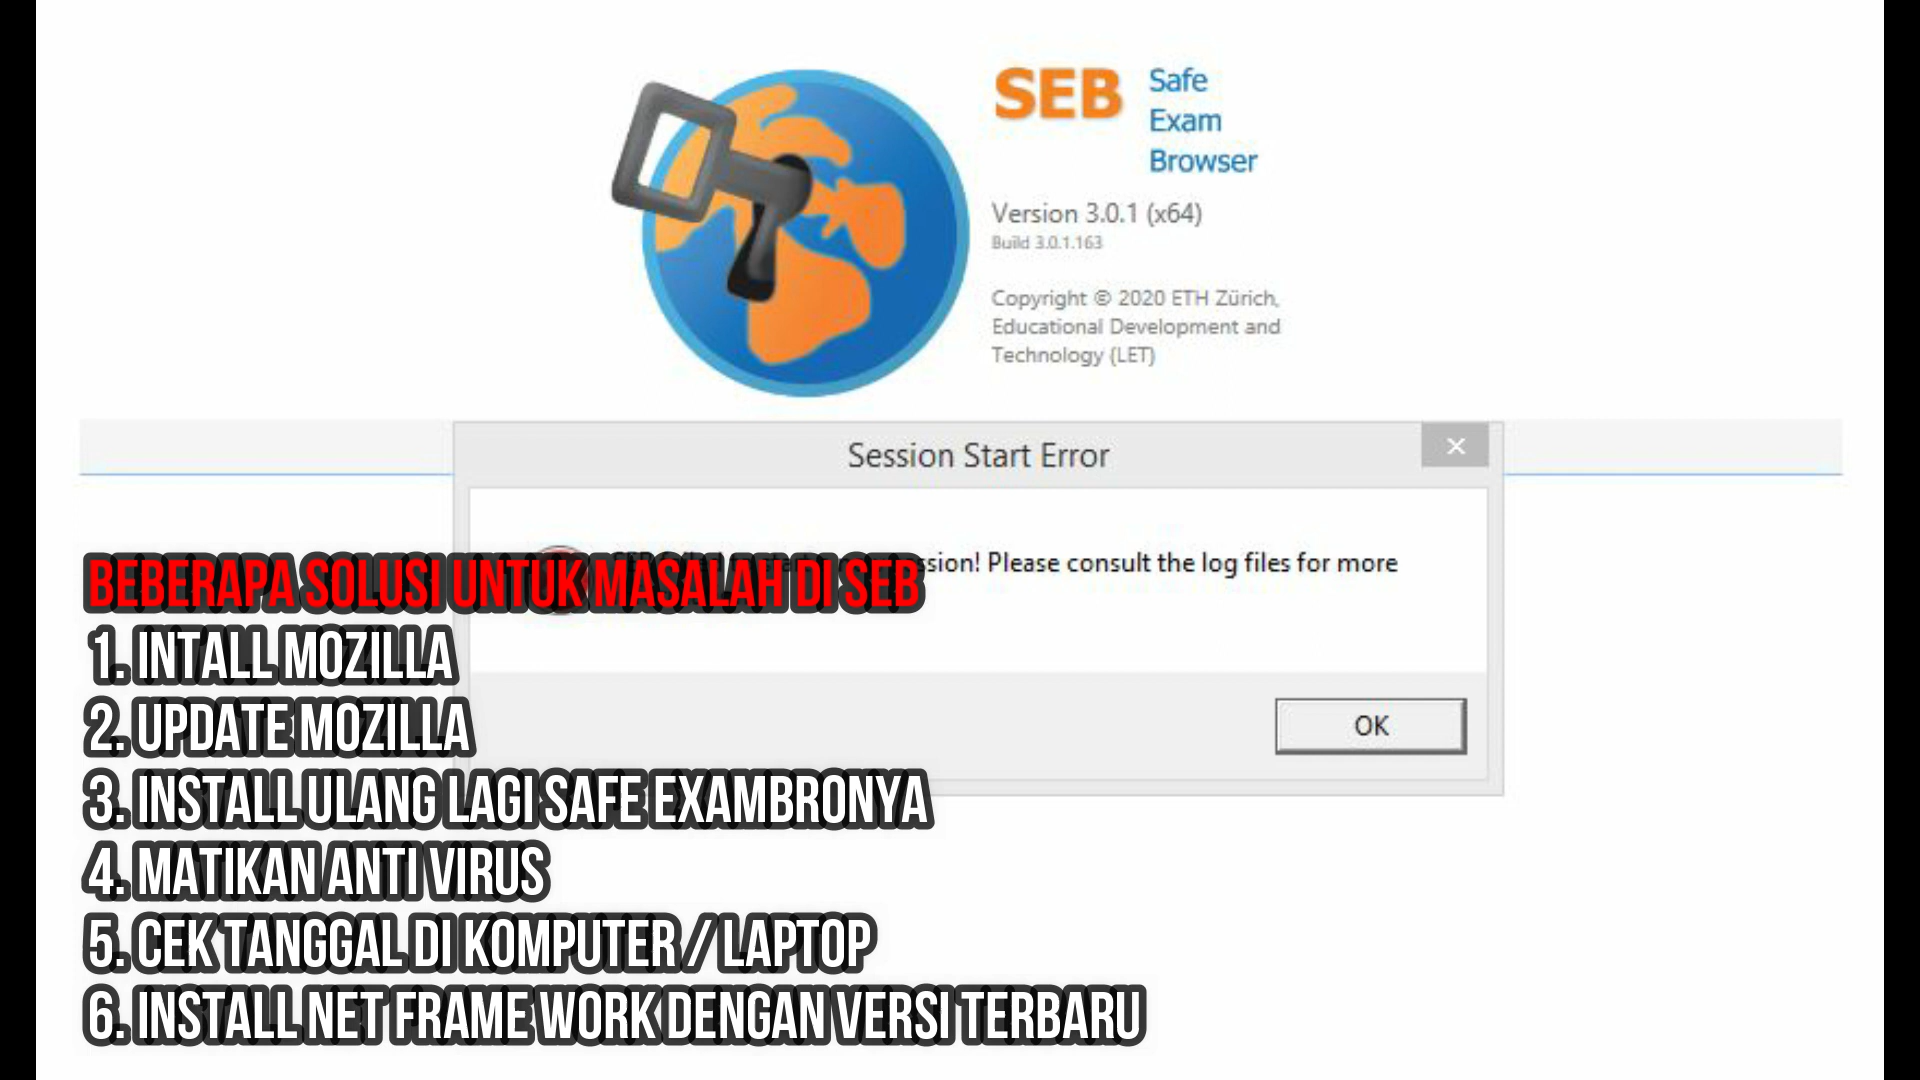 SEB
Safe
Exam
Browser
Version 3.0.1 (x64)
Build 3.0.1.163
Copyright © 2020 ETH Zürich,
Educational Development and
Technology (LET)
Session Start Error
ssion! Please consult the log files for more
OK
BEBERAPA SOLUSI UNTUK MASALAH DI SEB
1. INTALL MOZILLA
2. UPDATE MOZILLA
3. INSTALL ULANG LAGI SAFE EXAMBRONYA
4. MATIKAN ANTI VIRUS
5. CEK TANGGAL DI KOMPUTER / LAPTOP
6. INSTALL NET FRAME WORK DENGAN VERSI TERBARU